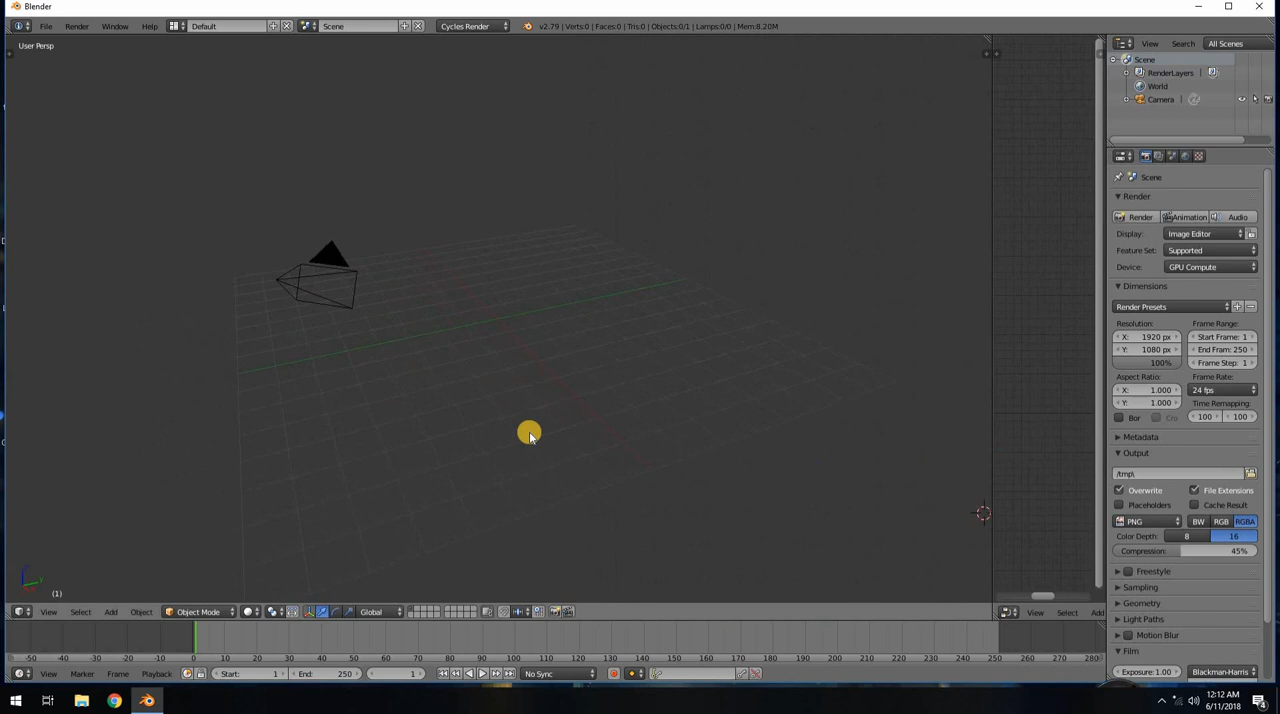 Blender
File Render Window Help Default Scene Cycles Render v2.79 | Verts:0 | Faces:0 | Tris:0 | Objects:0/1 | Lamps:0/0 | Mem:8.20M
User Persp
View Search All Scenes
Scene
RenderLayers
World
Camera
Scene
Render
Render Animation Audio
Display: Image Editor
Feature Set: Supported
Device: GPU Compute
Dimensions
Render Presets
Resolution: Frame Range:
X: 1920 px Start Frame: 1
Y: 1080 px End Fram: 250
100% Frame Step: 1
Aspect Ratio: Frame Rate:
X: 1.000 24 fps
Y: 1.000 Time Remapping:
Bor Cro 100 100
Metadata
Output
/tmp\
Overwrite File Extensions
Placeholders Cache Result
PNG BW RGB RGBA
Color Depth: 8 16
Compression: 45%
Freestyle
Sampling
Geometry
Light Paths
Motion Blur
Film
Exposure: 1.00 Blackman-Harris
(1)
View Select Add Object Object Mode Global View Select Add
-50 -40 -30 -20 -10 0 10 20 30 40 50 60 70 80 90 100 110 120 130 140 150 160 170 180 190 200 210 220 230 240 250 260 270 280
View Marker Frame Playback Start: 1 End: 250 1 No Sync
12:12 AM
6/11/2018
4